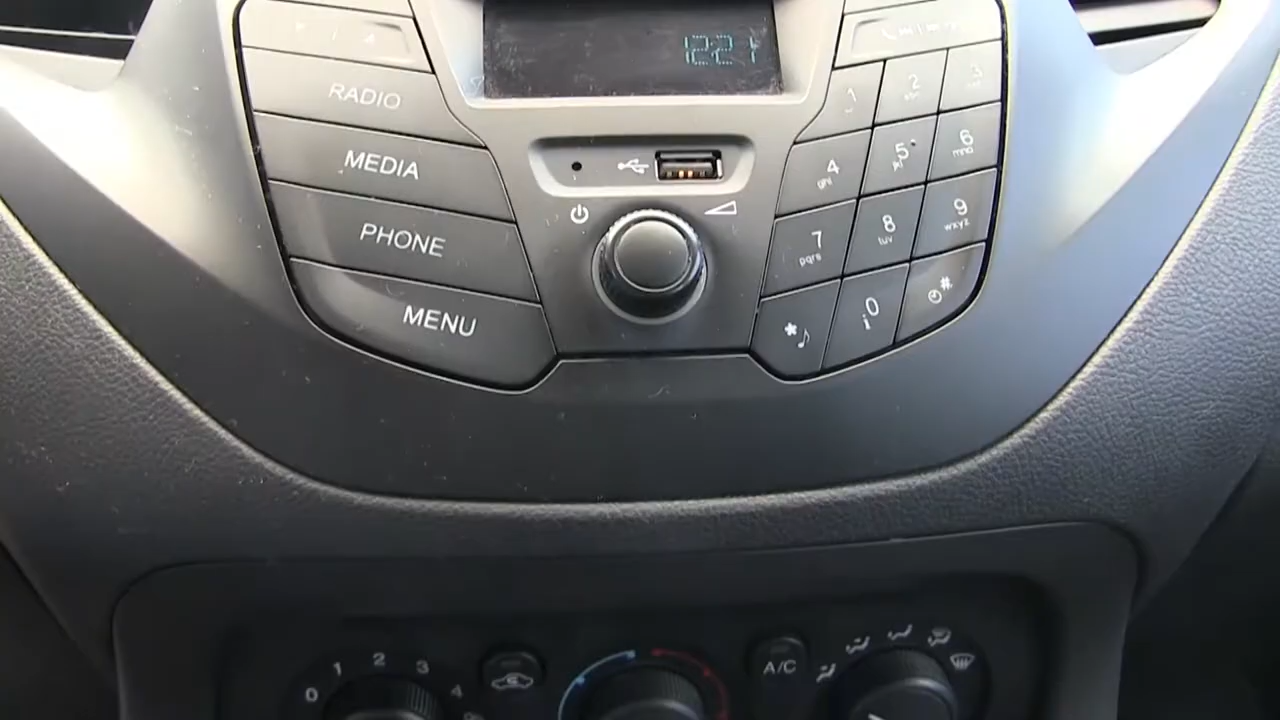 12:21
RADIO
MEDIA
PHONE
MENU
1
2
3
4
ghi
5
6
mno
7
pqrs
8
tuv
9
wxyz
*
i 0
#
0
1
2
3
4
A/C